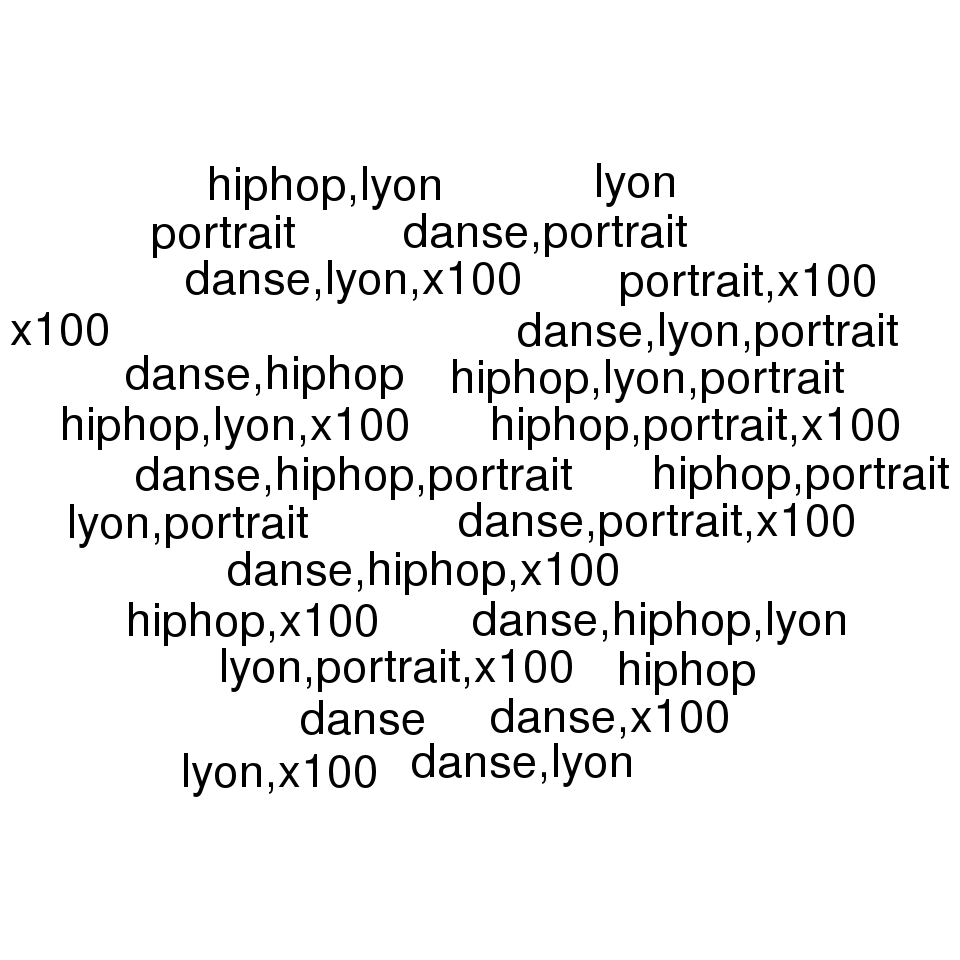 hiphop,lyon lyon
portrait danse,portrait
danse,lyon,x100 portrait,x100
x100 danse,lyon,portrait
danse,hiphop hiphop,lyon,portrait
hiphop,lyon,x100 hiphop,portrait,x100
danse,hiphop,portrait hiphop,portrait
lyon,portrait danse,portrait,x100
danse,hiphop,x100
hiphop,x100 danse,hiphop,lyon
lyon,portrait,x100 hiphop
danse danse,x100
lyon,x100 danse,lyon